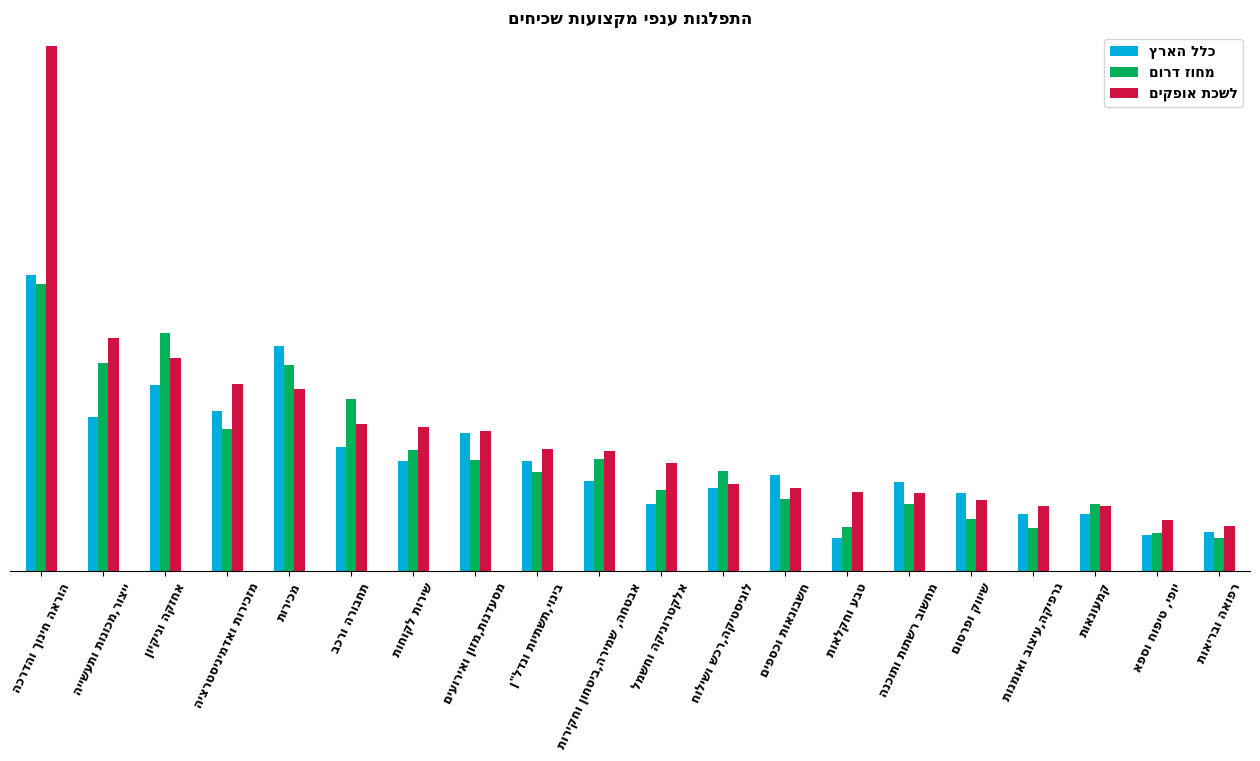 התפלגות ענפי מקצועות שכיחים
כלל הארץ
מחוז דרום
לשכת אופקים
הוראה חינוך והדרכה
ייצור,מכונות ותעשייה
אחזקה וניקיון
מזכירות ואדמיניסטרציה
מכירות
תחבורה ורכב
שירות לקוחות
מסעדנות,מזון ואירועים
בינוי,תשתיות ונדל"ן
אבטחה, שמירה,ביטחון וחקירות
אלקטרוניקה וחשמל
לוגיסטיקה,רכש ושילוח
חשבונאות וכספים
טבע וחקלאות
מחשוב רשתות ותוכנה
שיווק ופרסום
גרפיקה,עיצוב ואומנות
קמעונאות
יופי, טיפוח וספא
רפואה ובריאות